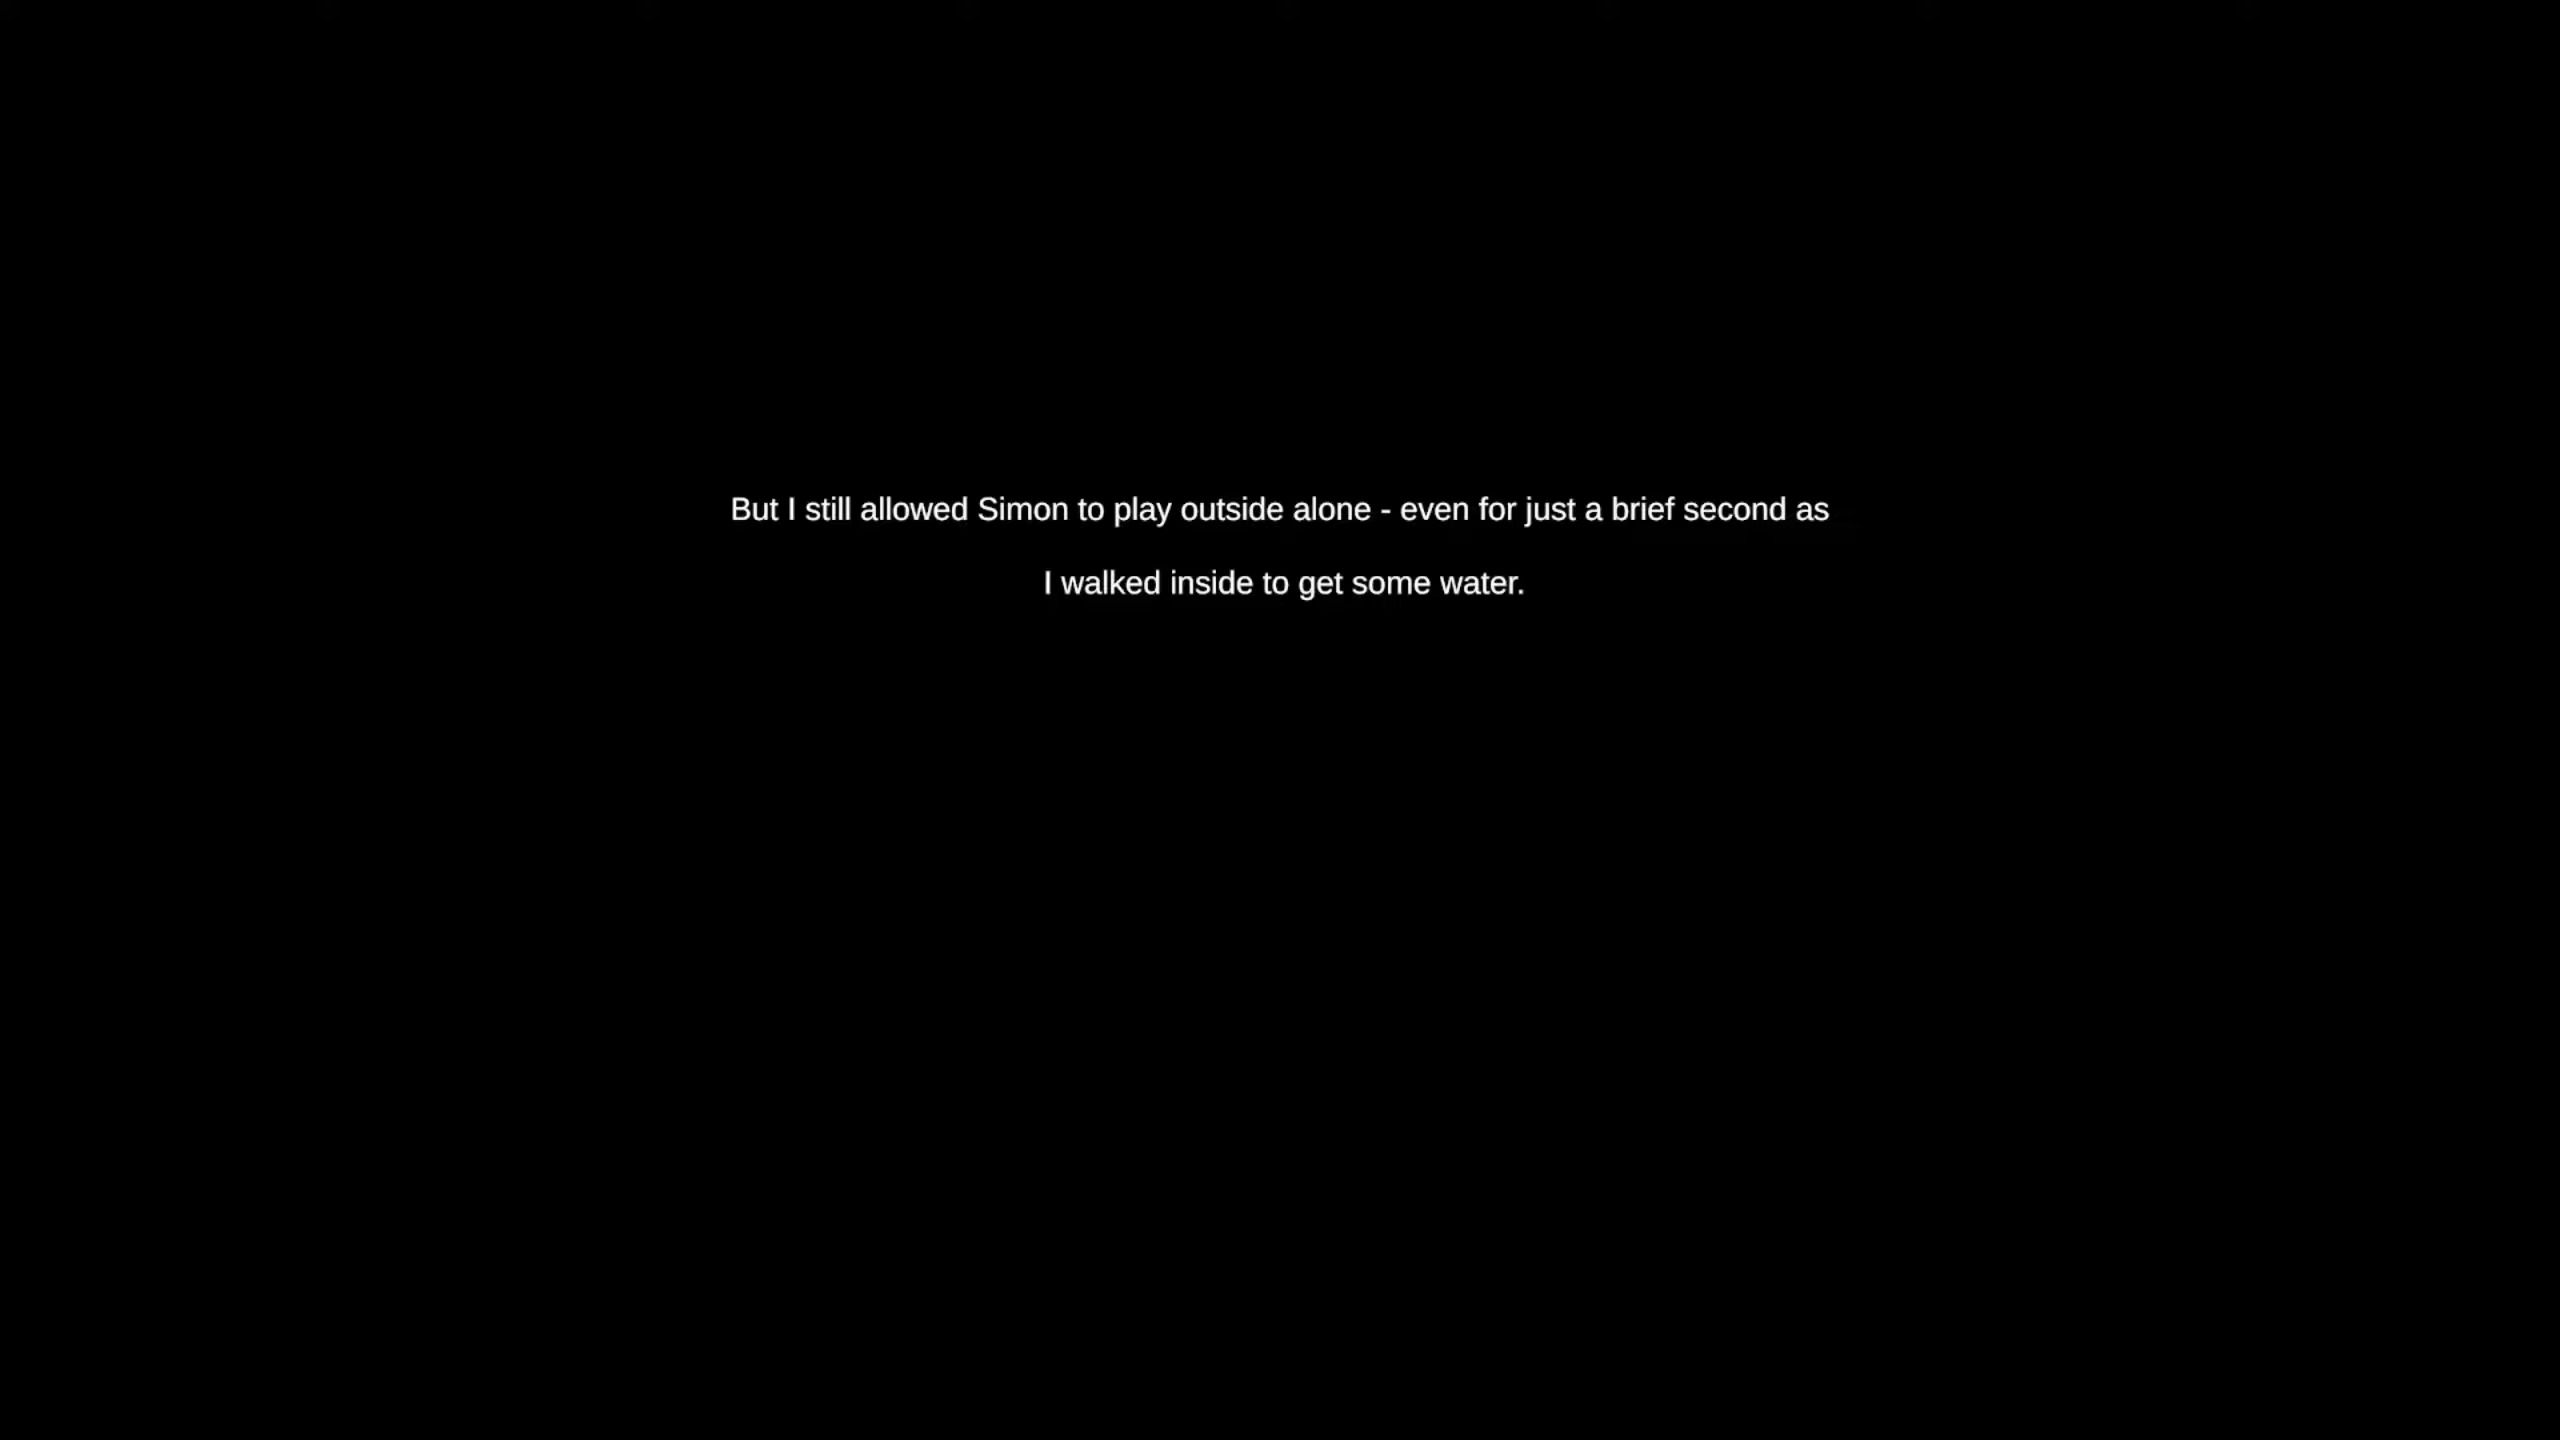 But I still allowed Simon to play outside alone - even for just a brief second as
I walked inside to get some water.